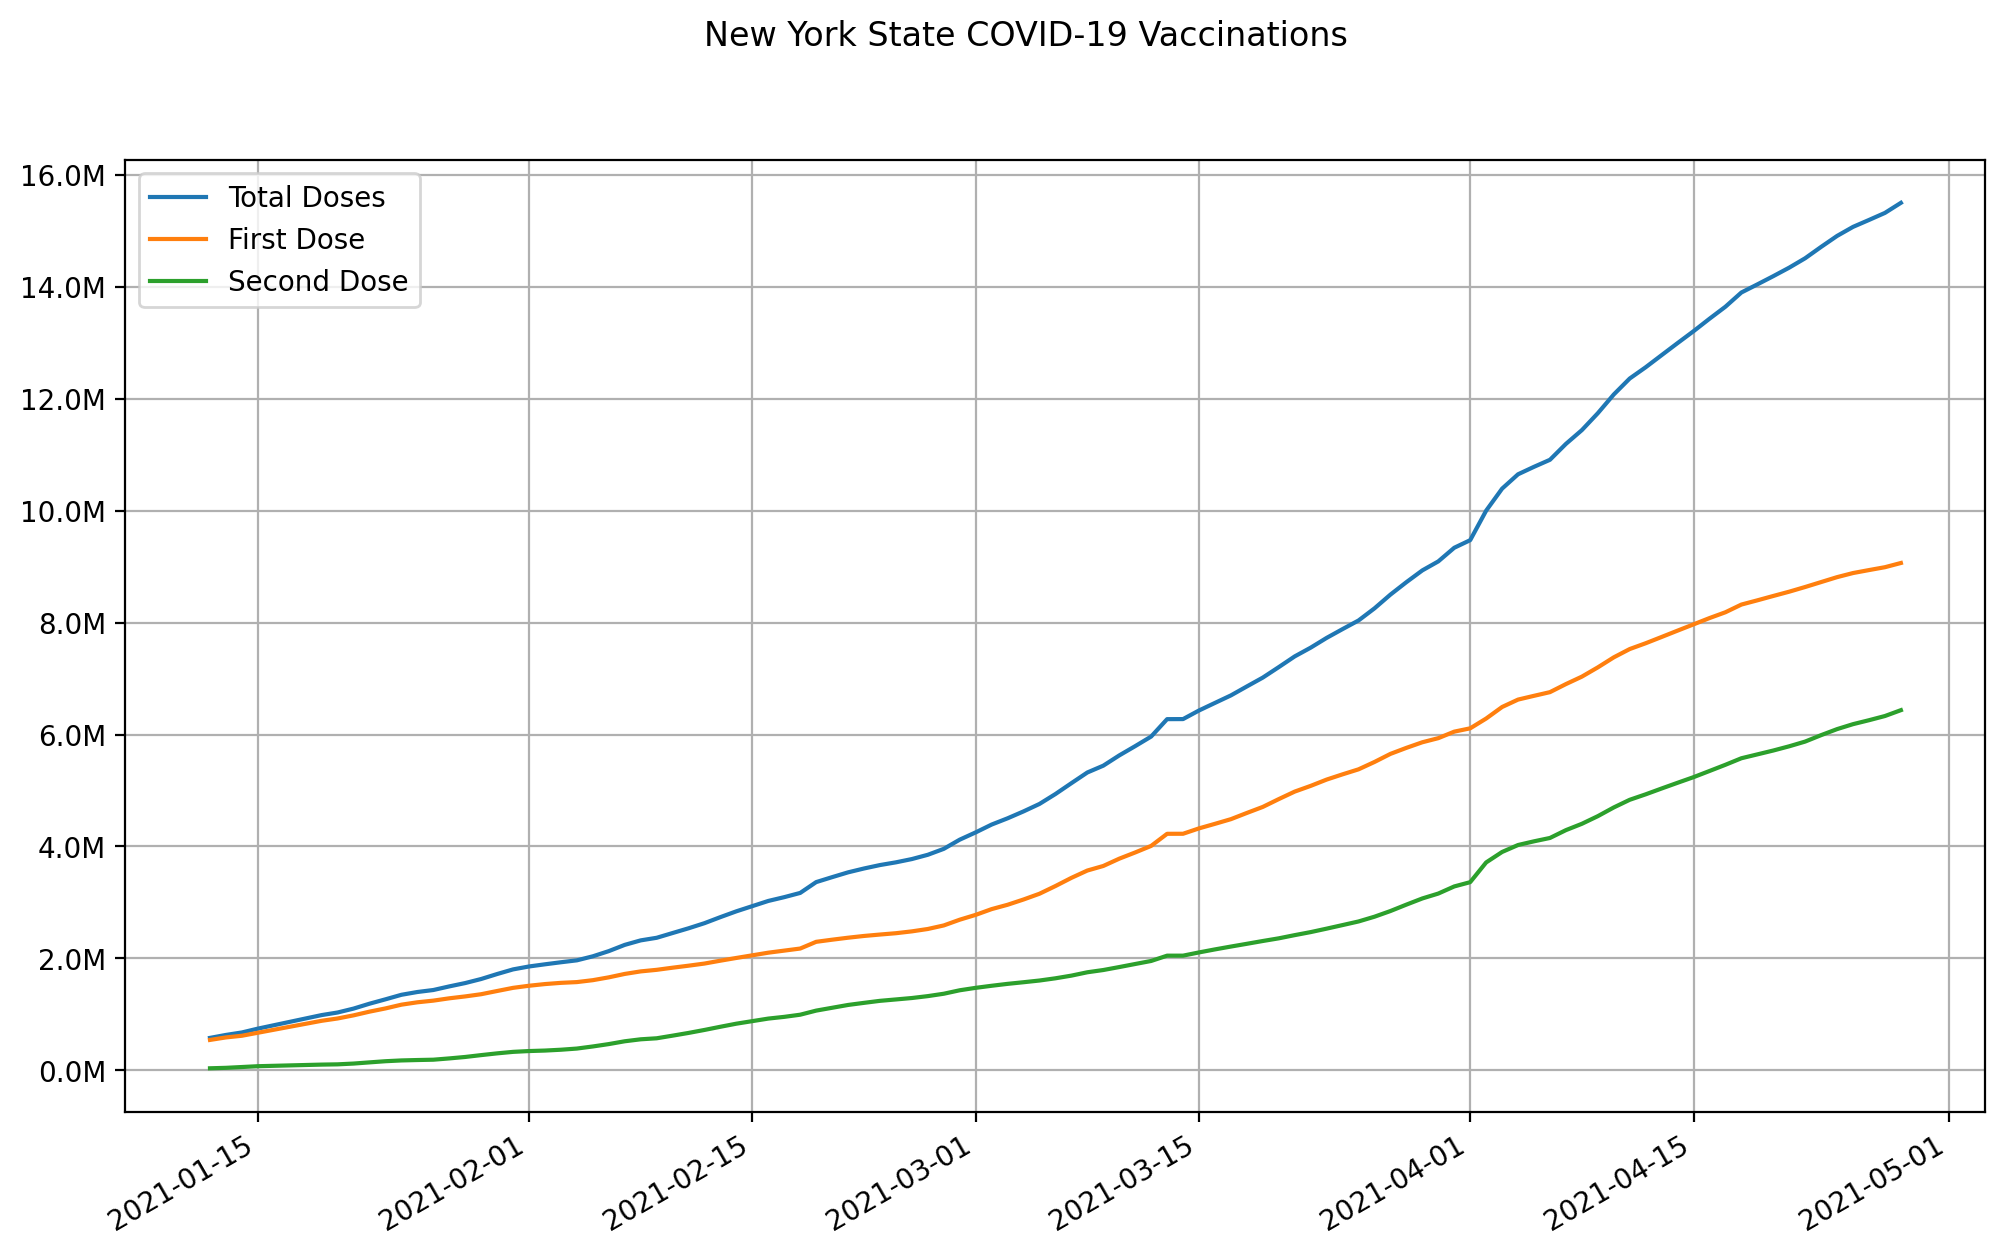 New York State COVID-19 Vaccinations
16.0M
14.0M
12.0M
10.0M
8.0M
6.0M
4.0M
2.0M
0.0M
Total Doses
First Dose
Second Dose
2021-01-15
2021-02-01
2021-02-15
2021-03-01
2021-03-15
2021-04-01
2021-04-15
2021-05-01